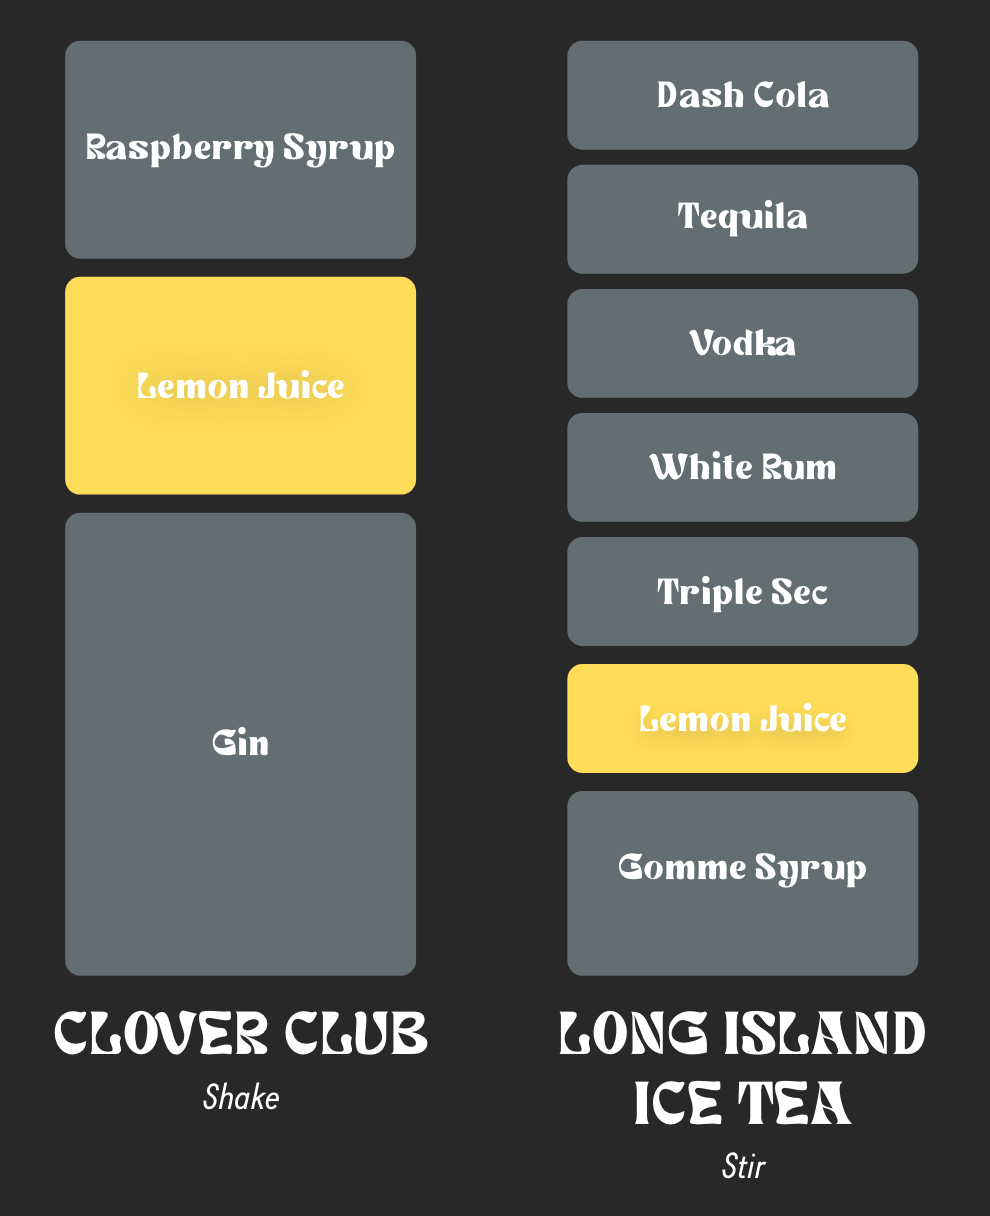 Raspberry Syrup
Lemon Juice
Gin
CLOVER CLUB
Shake
Dash Cola
Tequila
Vodka
White Rum
Triple Sec
Lemon Juice
Gomme Syrup
LONG ISLAND
ICE TEA
Stir